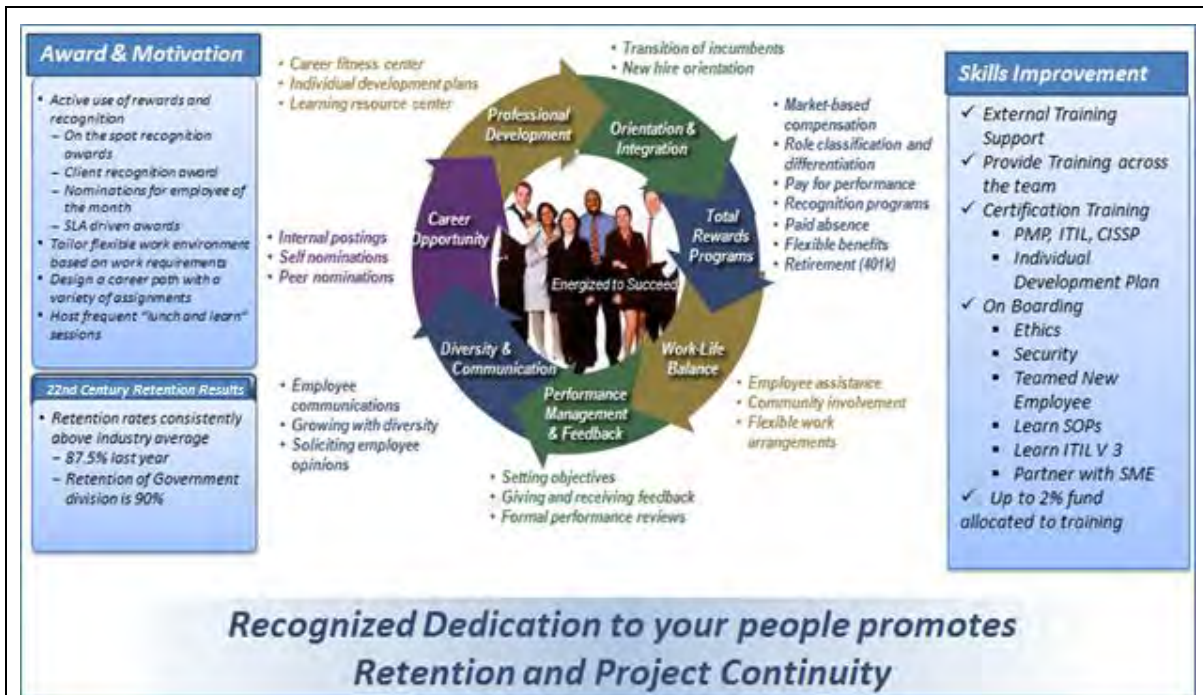 Award & Motivation
• Active use of rewards and
recognition
– On the spot recognition
awards
– Client recognition award
– Nominations for employee of
the month
– SLA driven awards
• Tailor flexible work environment
based on work requirements
• Design a career path with a
variety of assignments
• Host frequent "lunch and learn"
sessions
22nd Century Retention Results
• Retention rates consistently
above industry average
– 87.5% last year
– Retention of Government
division is 90%
• Career fitness center
• Individual development plans
• Learning resource center
Professional
Development
• Transition of incumbents
• New hire orientation
Orientation &
Integration
• Market-based
compensation
• Role classification and
differentiation
• Pay for performance
• Recognition programs
• Paid absence
• Flexible benefits
• Retirement (401k)
Total
Rewards
Programs
Career
Opportunity
• Internal postings
• Self nominations
• Peer nominations
Energized to Succeed
Diversity &
Communication
• Employee
communications
• Growing with diversity
• Soliciting employee
opinions
Performance
Management
& Feedback
• Setting objectives
• Giving and receiving feedback
• Formal performance reviews
Work-Life
Balance
• Employee assistance
• Community involvement
• Flexible work
arrangements
Skills Improvement
✓ External Training
Support
✓ Provide Training across
the team
✓ Certification Training
▪ PMP, ITIL, CISSP
▪ Individual
Development Plan
✓ On Boarding
▪ Ethics
▪ Security
▪ Teamed New
Employee
▪ Learn SOPs
▪ Learn ITIL V 3
▪ Partner with SME
✓ Up to 2% fund
allocated to training
Recognized Dedication to your people promotes
Retention and Project Continuity